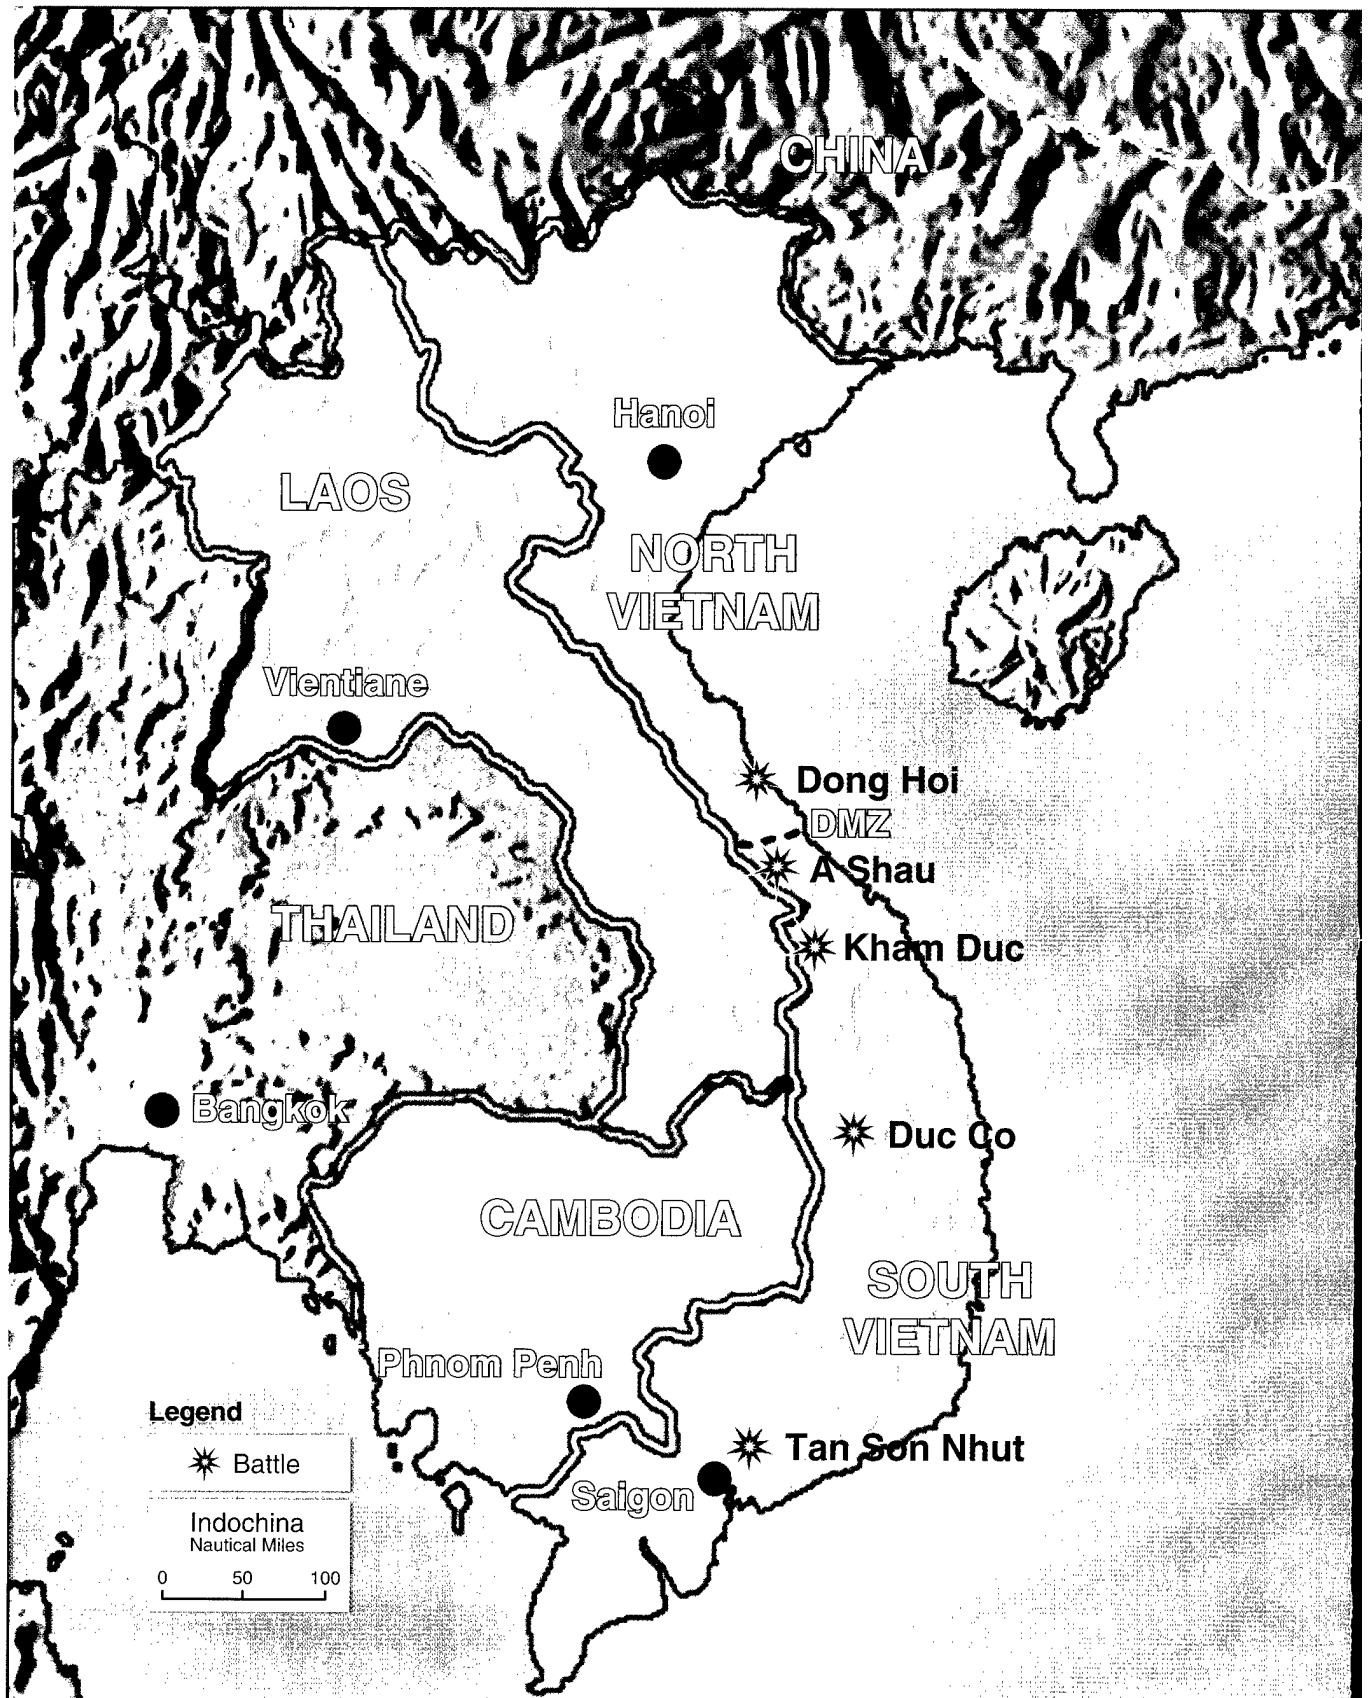 CHINA
Hanoi
LAOS
NORTH
VIETNAM
Vientiane
Dong Hoi
DMZ
A Shau
THAILAND
Kham Duc
Bangkok
Duc Co
CAMBODIA
SOUTH
VIETNAM
Phnom Penh
Legend
Battle
Tan Son Nhut
Saigon
Indochina
Nautical Miles
0 50 100